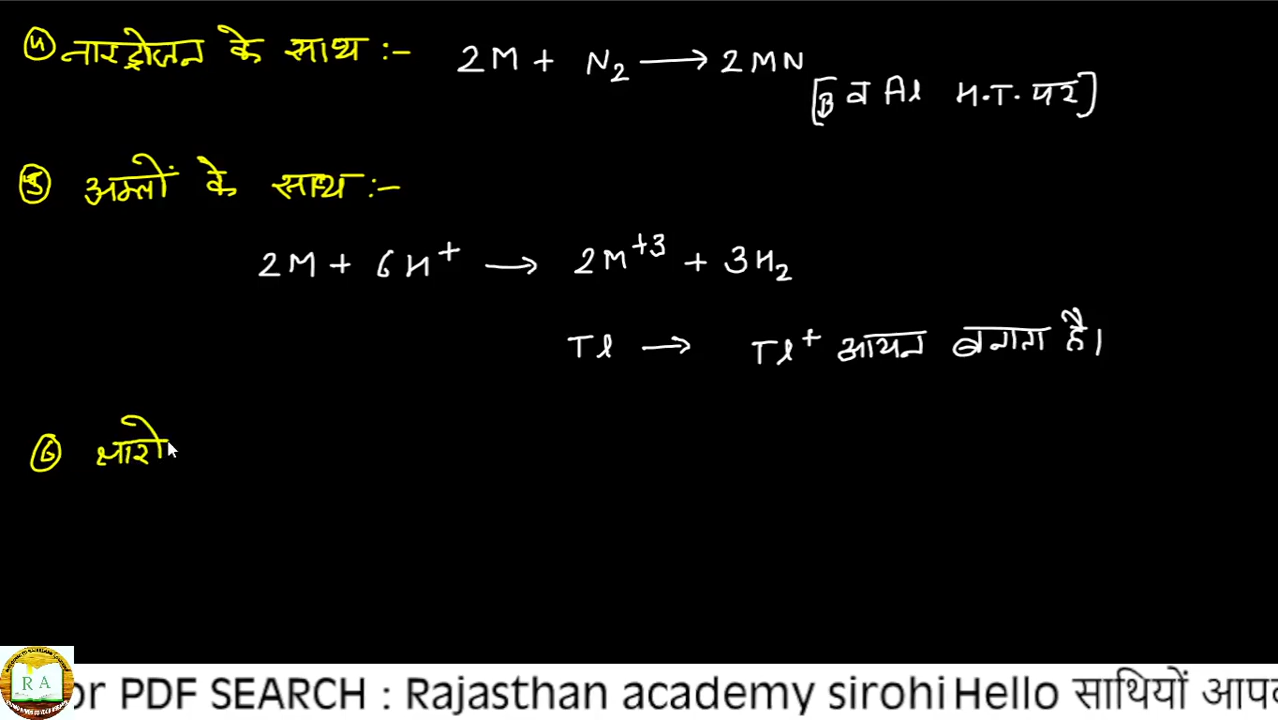 ④ नाइट्रोजन के साथ :- 2M + N₂ ⟶ 2MN
[B व Al H.T. पर]
⑤ अम्लों के साथ :-
2M + 6H⁺ ⟶ 2M⁺³ + 3H₂
Tl ⟶ Tl⁺ आयन बनाता है।
⑥ क्षारो
RA
or PDF SEARCH : Rajasthan academy sirohi Hello साथियों आप